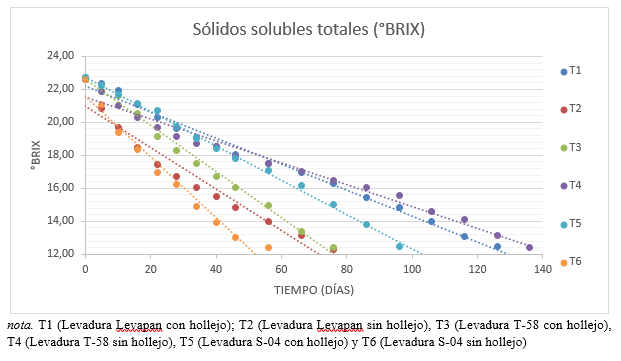 Sólidos solubles totales (°BRIX)
24,00
22,00
20,00
18,00
16,00
14,00
12,00
°BRIX
0
20
40
60
80
100
120
140
TIEMPO (DÍAS)
T1
T2
T3
T4
T5
T6
nota. T1 (Levadura Levapan con hollejo); T2 (Levadura Levapan sin hollejo), T3 (Levadura T-58 con hollejo),
T4 (Levadura T-58 sin hollejo), T5 (Levadura S-04 con hollejo) y T6 (Levadura S-04 sin hollejo)